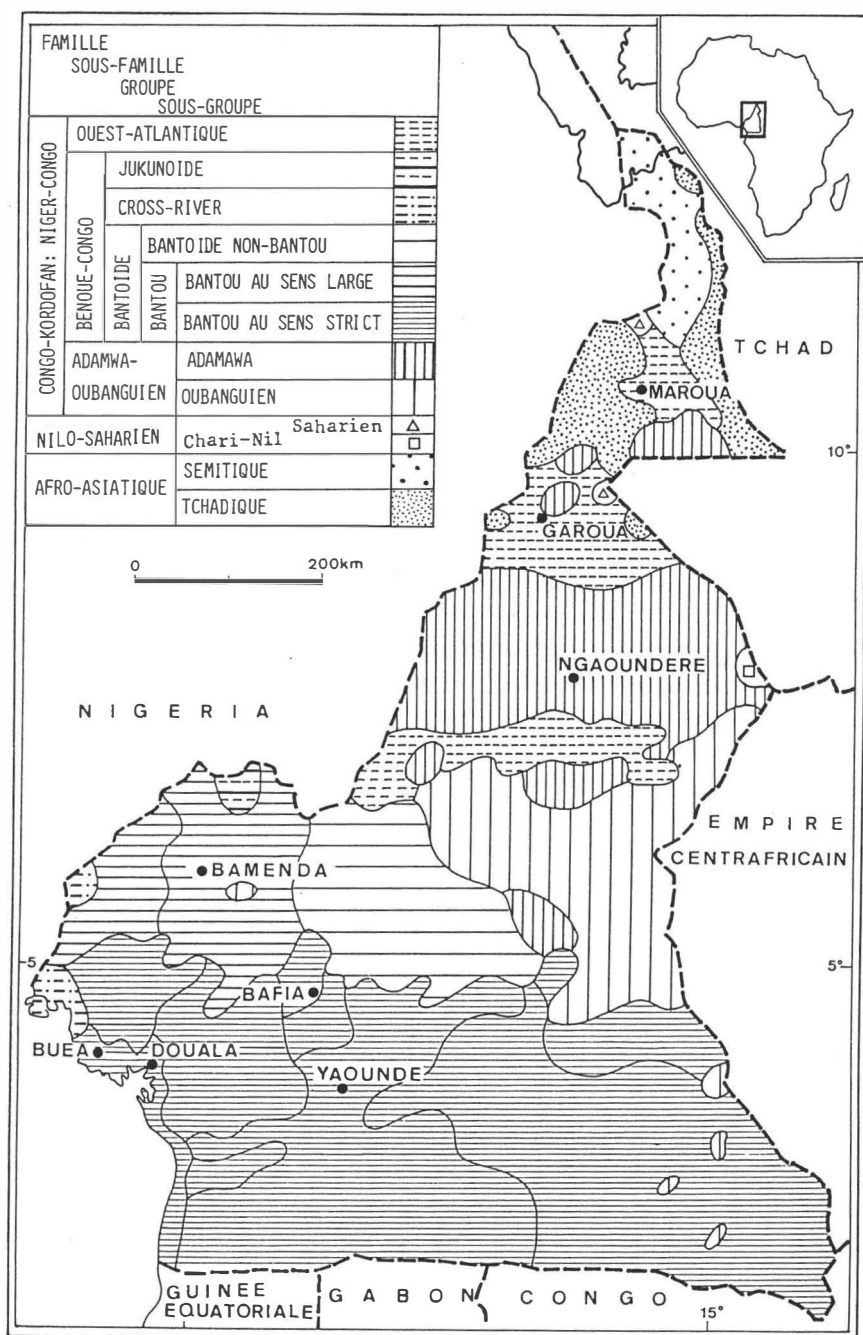 FAMILLE
SOUS-FAMILLE
GROUPE
SOUS-GROUPE
CONGO-KORDOFAN: NIGER-CONGO
OUEST-ATLANTIQUE
BENOUE-CONGO
JUKUNOIDE
CROSS-RIVER
BANTOIDE
BANTOIDE NON-BANTOU
BANTOU
BANTOU AU SENS LARGE
BANTOU AU SENS STRICT
ADAMWA-
OUBANGUIEN
ADAMAWA
OUBANGUIEN
NILO-SAHARIEN
Saharien
Chari-Nil
AFRO-ASIATIQUE
SEMITIQUE
TCHADIQUE
0 200km
TCHAD
MAROUA
10°
GAROUA
NGAOUNDERE
NIGERIA
EMPIRE
CENTRAFRICAIN
BAMENDA
5
5°
BAFIA
BUEA
DOUALA
YAOUNDE
GUINEE
EQUATORIALE
GABON
CONGO
15°